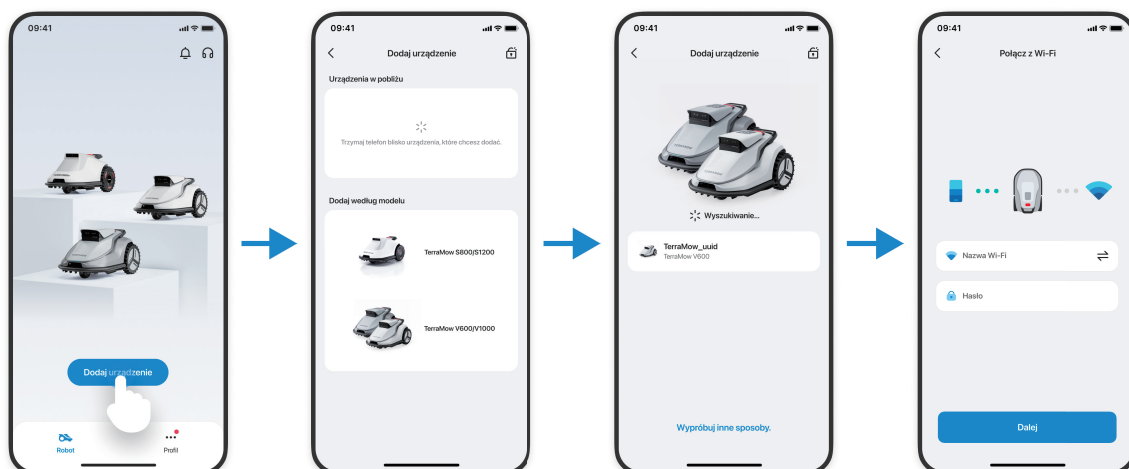 09:41
Dodaj urządzenie
Robot
Profil
09:41
Dodaj urządzenie
Urządzenia w pobliżu
Trzymaj telefon blisko urządzenia, które chcesz dodać.
Dodaj według modelu
TerraMow S800/S1200
TerraMow V600/V1000
09:41
Dodaj urządzenie
Wyszukiwanie...
TerraMow_uuid
TerraMow V600
Wypróbuj inne sposoby.
09:41
Połącz z Wi-Fi
Nazwa Wi-Fi
Hasło
Dalej